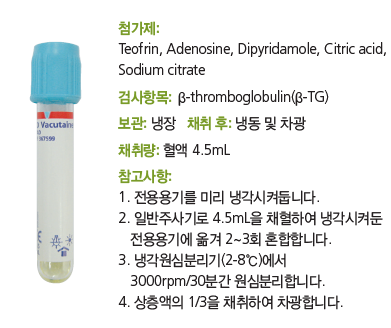 첨가제:
Teofrin, Adenosine, Dipyridamole, Citric acid,
Sodium citrate
검사항목: β-thromboglobulin(β-TG)
보관: 냉장 채취 후: 냉동 및 차광
채취량: 혈액 4.5mL
참고사항:
1. 전용용기를 미리 냉각시켜둡니다.
2. 일반주사기로 4.5mL을 채혈하여 냉각시켜둔
전용용기에 옮겨 2~3회 혼합합니다.
3. 냉각원심분리기(2-8℃)에서
3000rpm/30분간 원심분리합니다.
4. 상층액의 1/3을 채취하여 차광합니다.
Vacutaine
367599